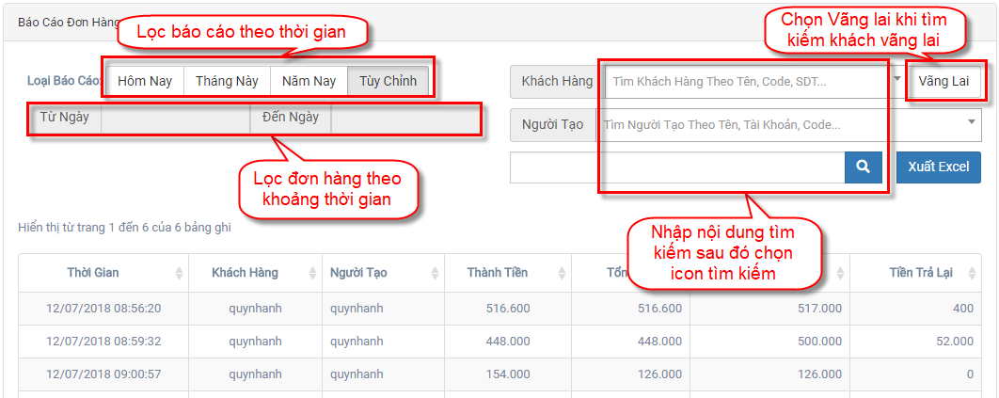 Báo Cáo Đơn Hàng
Lọc báo cáo theo thời gian
Chọn Vãng lai khi tìm
kiếm khách vãng lai
Loại Báo Cáo:
Hôm Nay
Tháng Này
Năm Nay
Tùy Chỉnh
Khách Hàng
Tìm Khách Hàng Theo Tên, Code, SDT...
Vãng Lai
Từ Ngày
Đến Ngày
Người Tạo
Tìm Người Tạo Theo Tên, Tài Khoản, Code...
Xuất Excel
Lọc đơn hàng theo
khoảng thời gian
Nhập nội dung tìm
kiếm sau đó chọn
icon tìm kiếm
Hiển thị từ trang 1 đến 6 của 6 bảng ghi
Thời Gian Khách Hàng Người Tạo Thành Tiền Tiền Trả Lại
12/07/2018 08:56:20 quynhanh quynhanh 516.600 516.600 517.000 400
12/07/2018 08:59:32 quynhanh quynhanh 448.000 448.000 500.000 52.000
12/07/2018 09:00:57 quynhanh quynhanh 154.000 126.000 126.000 0